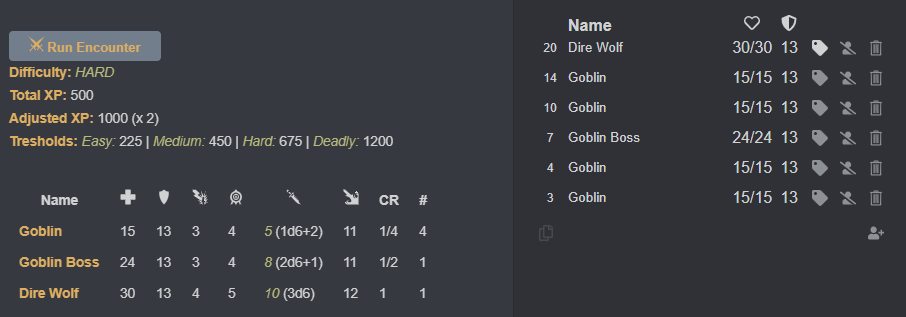 Run Encounter
Difficulty: HARD
Total XP: 500
Adjusted XP: 1000 (x 2)
Tresholds: Easy: 225 | Medium: 450 | Hard: 675 | Deadly: 1200
Name CR #
Goblin 15 13 3 4 5 (1d6+2) 11 1/4 4
Goblin Boss 24 13 3 4 8 (2d6+1) 11 1/2 1
Dire Wolf 30 13 4 5 10 (3d6) 12 1 1
Name
20 Dire Wolf 30/30 13
14 Goblin 15/15 13
10 Goblin 15/15 13
7 Goblin Boss 24/24 13
4 Goblin 15/15 13
3 Goblin 15/15 13